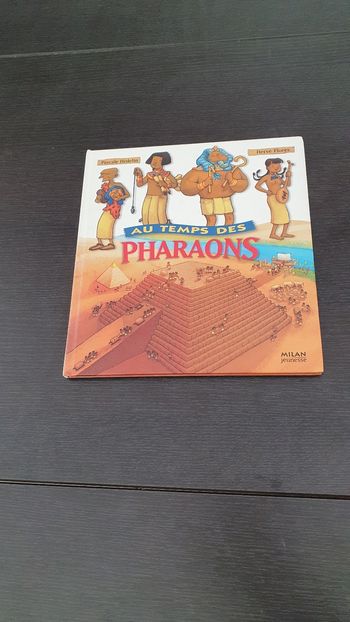 Pascale Hédelin
Hervé Flores
AU TEMPS DES
PHARAONS
MILAN
jeunesse